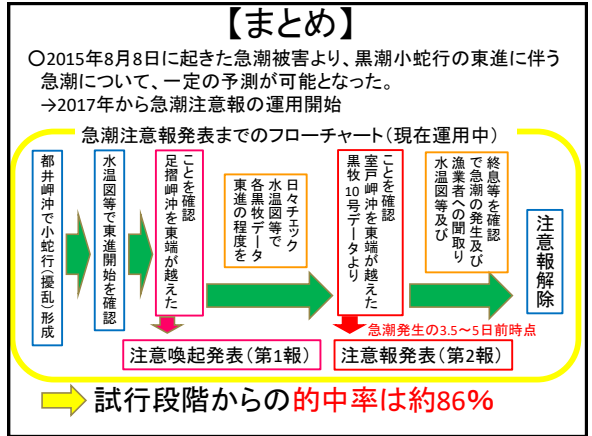 【まとめ】
〇2015年8月8日に起きた急潮被害より、黒潮小蛇行の東進に伴う
急潮について、一定の予測が可能となった。
→2017年から急潮注意報の運用開始
急潮注意報発表までのフローチャート（現在運用中）
都井岬沖で小蛇行（擾乱）形成
水温図等で東進開始を確認
足摺岬沖を東端が越えた
ことを確認
東進の程度を
各黒牧データ
水温図等で
日々チェック
黒牧10号データより
室戸岬沖を東端が越えた
ことを確認
水温図等及び
漁業者への聞取り
で急潮の発生及び
終息等を確認
注意報解除
急潮発生の3.5～5日前時点
注意喚起発表（第1報）
注意報発表（第2報）
試行段階からの的中率は約86%